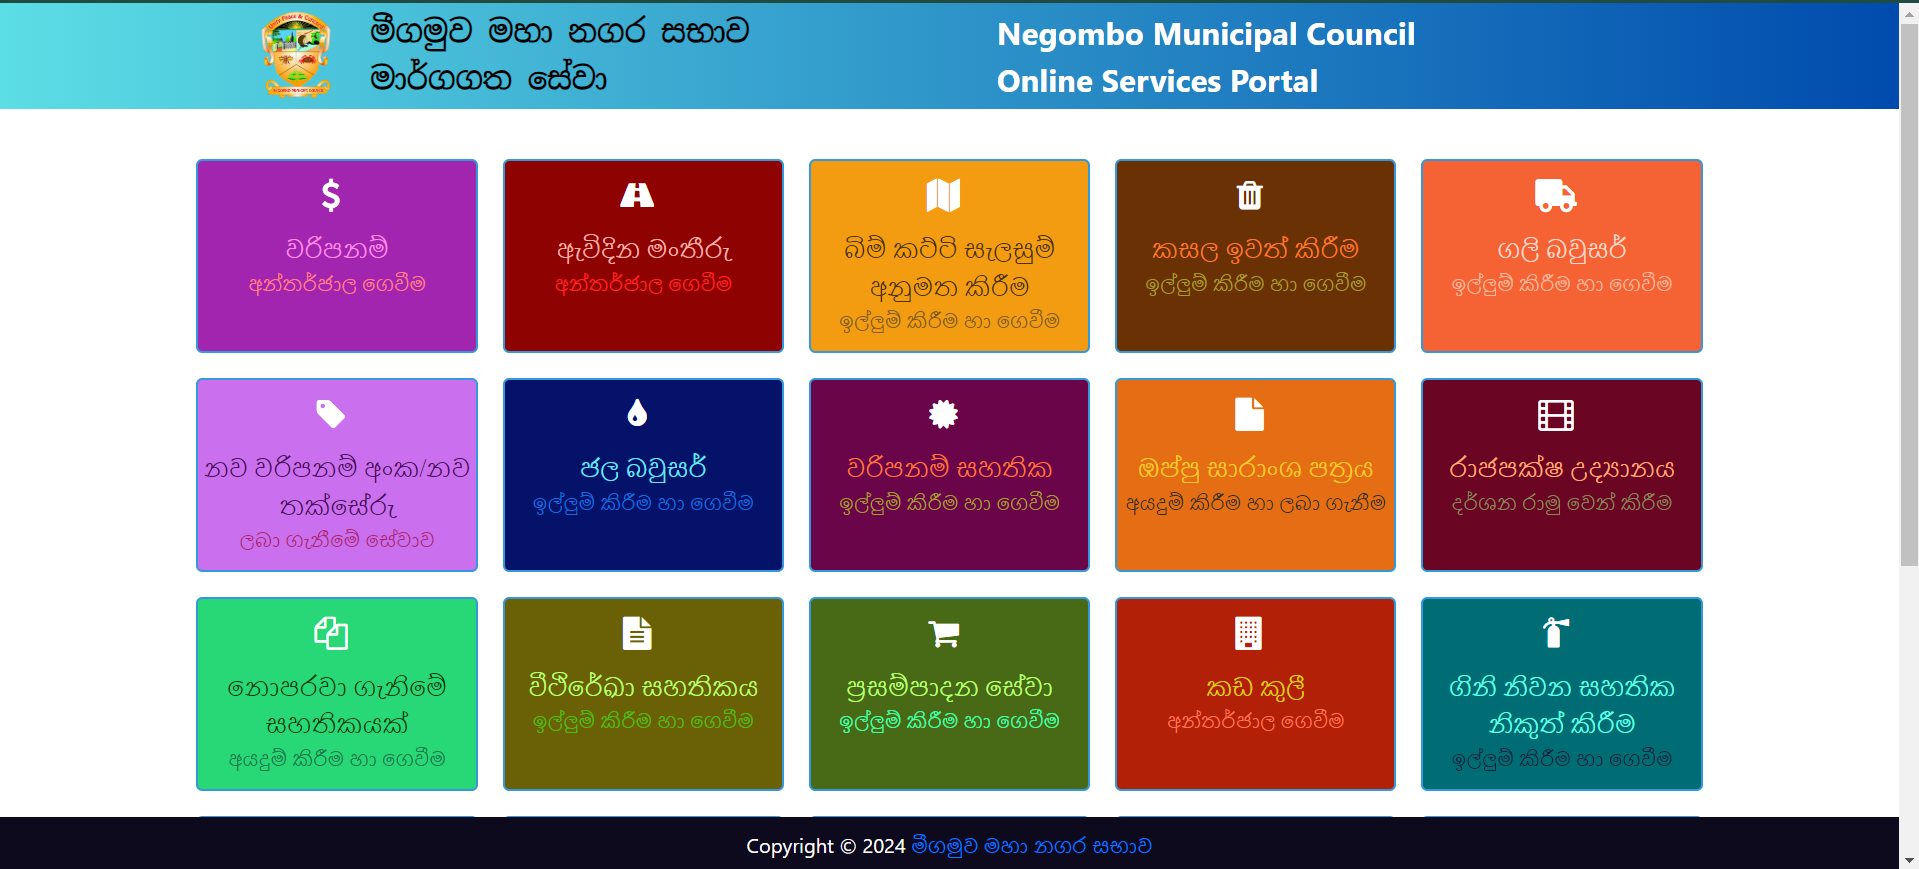 මීගමුව මහා නගර සභාව
මාර්ගගත සේවා
Negombo Municipal Council
Online Services Portal
වරිපනම්
අන්තර්ජාල ගෙවීම
ඇවිදින මංතීරු
අන්තර්ජාල ගෙවීම
බිම් කට්ටි සැලසුම්
අනුමත කිරීම
ඉල්ලුම් කිරීම හා ගෙවීම
කසල ඉවත් කිරීම
ඉල්ලුම් කිරීම හා ගෙවීම
ගලි බවුසර්
ඉල්ලුම් කිරීම හා ගෙවීම
නව වරිපනම් අංක/නව
තක්සේරු
ලබා ගැනීමේ සේවාව
ජල බවුසර්
ඉල්ලුම් කිරීම හා ගෙවීම
වරිපනම් සහතික
ඉල්ලුම් කිරීම හා ගෙවීම
ඔප්පු සාරාංශ පත්‍රය
අයදුම් කිරීම හා ලබා ගැනීම
රාජපක්ෂ උද්‍යානය
දර්ශන රාමු වෙන් කිරීම
නොපරවා ගැනිමේ
සහතිකයක්
අයදුම් කිරීම හා ගෙවීම
වීථිරේඛා සහතිකය
ඉල්ලුම් කිරීම හා ගෙවීම
ප්‍රසම්පාදන සේවා
ඉල්ලුම් කිරීම හා ගෙවීම
කඩ කුලී
අන්තර්ජාල ගෙවීම
ගිනි නිවන සහතික
නිකුත් කිරීම
ඉල්ලුම් කිරීම හා ගෙවීම
Copyright © 2024 මීගමුව මහා නගර සභාව